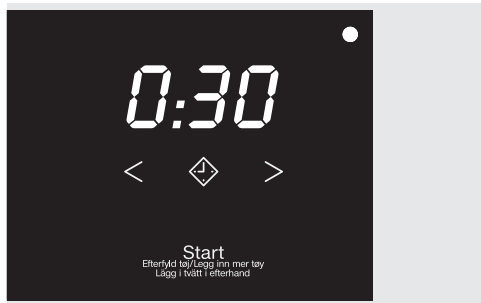 0:30
< >
Start
Efterfyld tøj/Legg inn mer tøy
Lägg i tvätt i efterhand